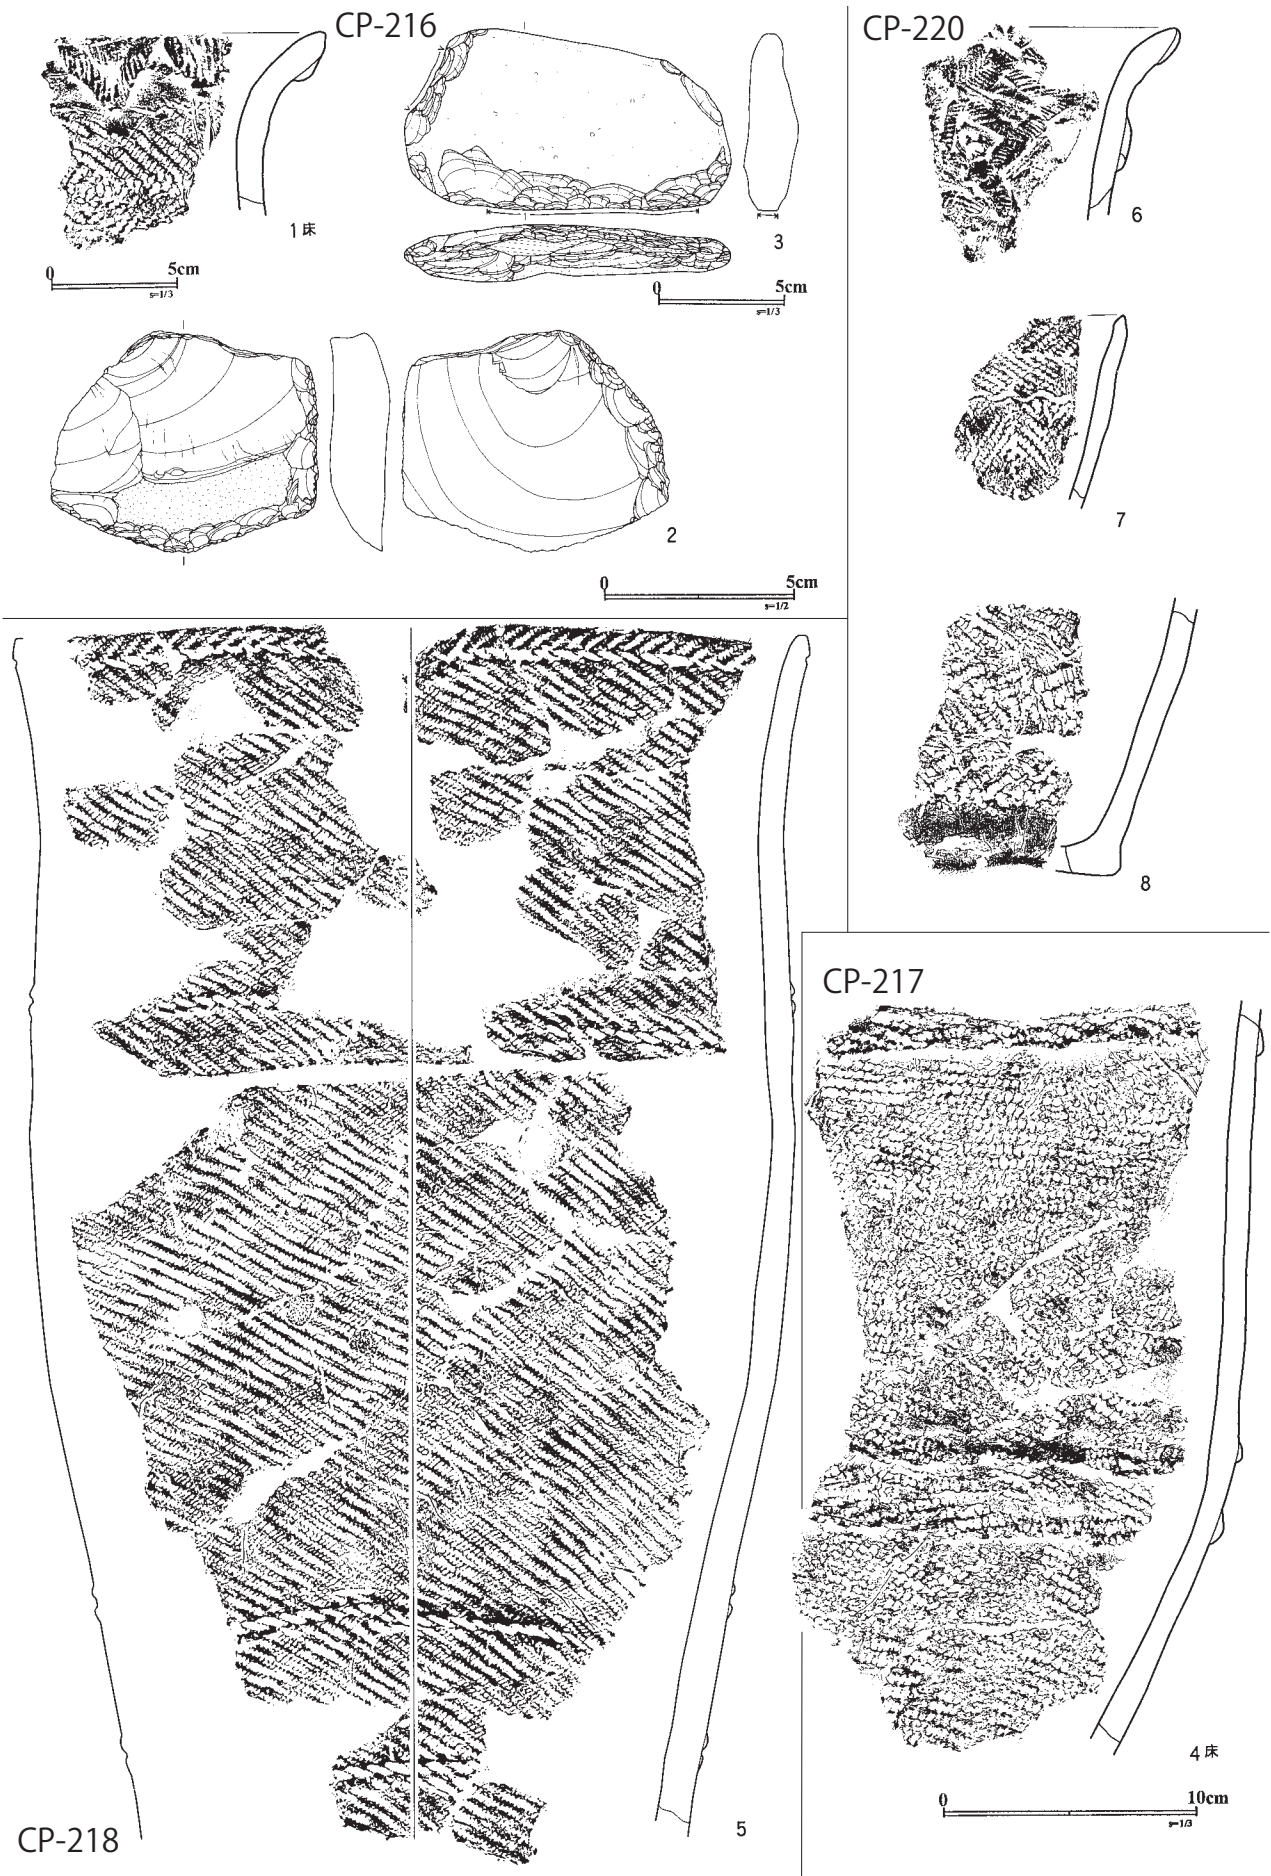 CP-216
1床
0 5cm
s=1/3
3
0 5cm
s=1/3
2
0 5cm
s=1/2
CP-220
6
7
8
CP-217
4床
0 10cm
s=1/3
CP-218
5